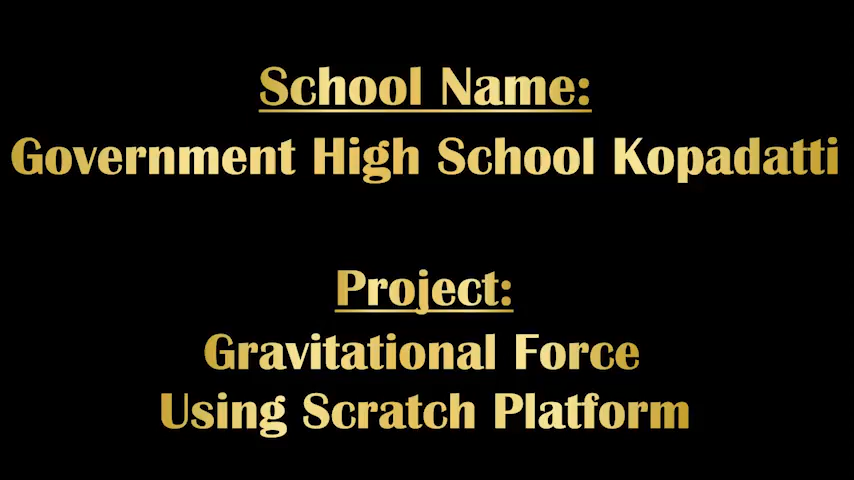 School Name:
Government High School Kopadatti
Project:
Gravitational Force
Using Scratch Platform